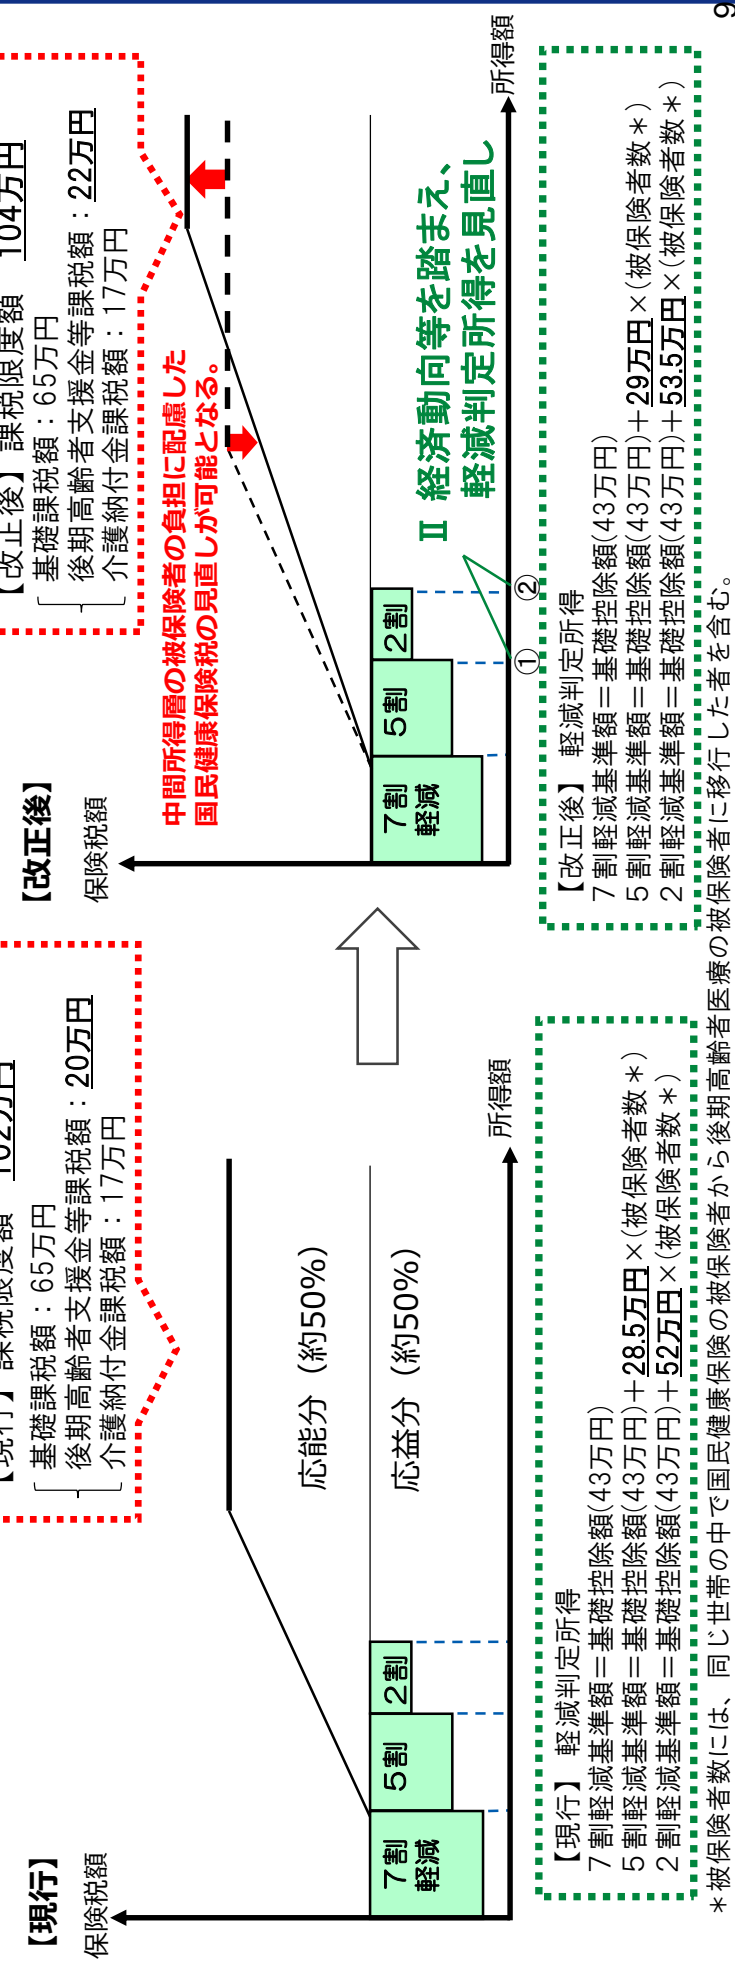 【現行】
保険税額
【現行】課税限度額　102万円
基礎課税額：65万円
後期高齢者支援金等課税額：20万円
介護納付金課税額：17万円
応能分（約50%）
応益分（約50%）
7割
軽減
5割
2割
所得額
【現行】 軽減判定所得
7割軽減基準額＝基礎控除額(43万円)
5割軽減基準額＝基礎控除額(43万円)＋28.5万円×(被保険者数＊)
2割軽減基準額＝基礎控除額(43万円)＋52万円×(被保険者数＊)
【改正後】
保険税額
【改正後】課税限度額　104万円
基礎課税額：65万円
後期高齢者支援金等課税額：22万円
介護納付金課税額：17万円
中間所得層の被保険者の負担に配慮した
国民健康保険税の見直しが可能となる。
7割
軽減
5割
2割
Ⅱ 経済動向等を踏まえ、
軽減判定所得を見直し
① ②
所得額
【改正後】 軽減判定所得
7割軽減基準額＝基礎控除額(43万円)
5割軽減基準額＝基礎控除額(43万円)＋29万円×(被保険者数＊)
2割軽減基準額＝基礎控除額(43万円)＋53.5万円×(被保険者数＊)
＊被保険者数には、同じ世帯の中で国民健康保険の被保険者から後期高齢者医療の被保険者に移行した者を含む。
9